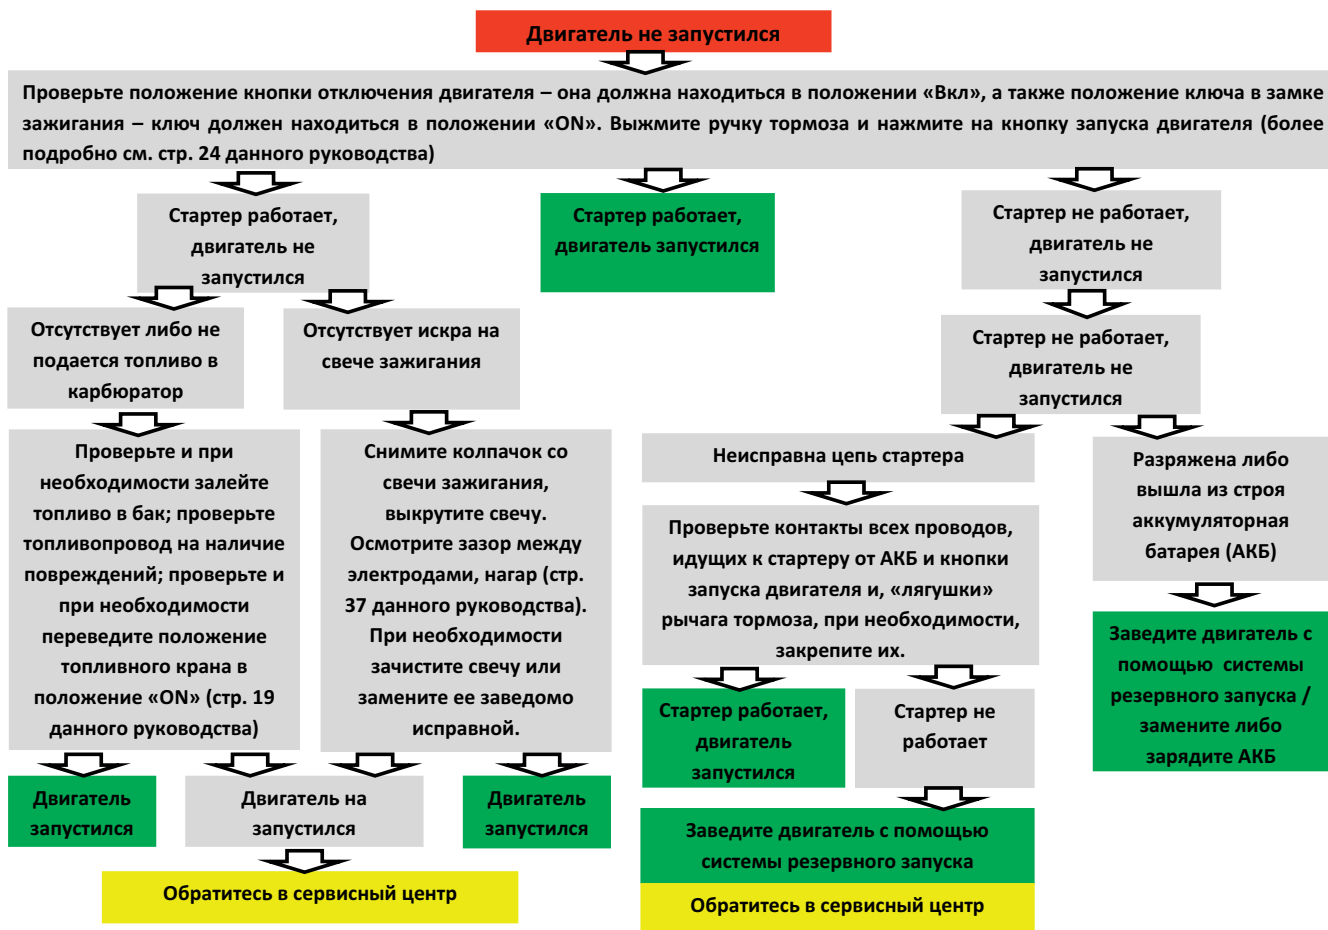 Двигатель не запустился
Проверьте положение кнопки отключения двигателя – она должна находиться в положении «Вкл», а также положение ключа в замке
зажигания – ключ должен находиться в положении «ON». Выжмите ручку тормоза и нажмите на кнопку запуска двигателя (более
подробно см. стр. 24 данного руководства)
Стартер работает,
двигатель не
запустился
Стартер работает,
двигатель запустился
Стартер не работает,
двигатель не
запустился
Отсутствует либо не
подается топливо в
карбюратор
Отсутствует искра на
свече зажигания
Стартер не работает,
двигатель не
запустился
Проверьте и при
необходимости залейте
топливо в бак; проверьте
топливопровод на наличие
повреждений; проверьте и
при необходимости
переведите положение
топливного крана в
положение «ON» (стр. 19
данного руководства)
Снимите колпачок со
свечи зажигания,
выкрутите свечу.
Осмотрите зазор между
электродами, нагар (стр.
37 данного руководства).
При необходимости
зачистите свечу или
замените ее заведомо
исправной.
Неисправна цепь стартера
Разряжена либо
вышла из строя
аккумуляторная
батарея (АКБ)
Проверьте контакты всех проводов,
идущих к стартеру от АКБ и кнопки
запуска двигателя и, «лягушки»
рычага тормоза, при необходимости,
закрепите их.
Заведите двигатель с
помощью системы
резервного запуска /
замените либо
зарядите АКБ
Стартер работает,
двигатель
запустился
Стартер не
работает
Двигатель
запустился
Двигатель на
запустился
Двигатель
запустился
Заведите двигатель с помощью
системы резервного запуска
Обратитесь в сервисный центр
Обратитесь в сервисный центр